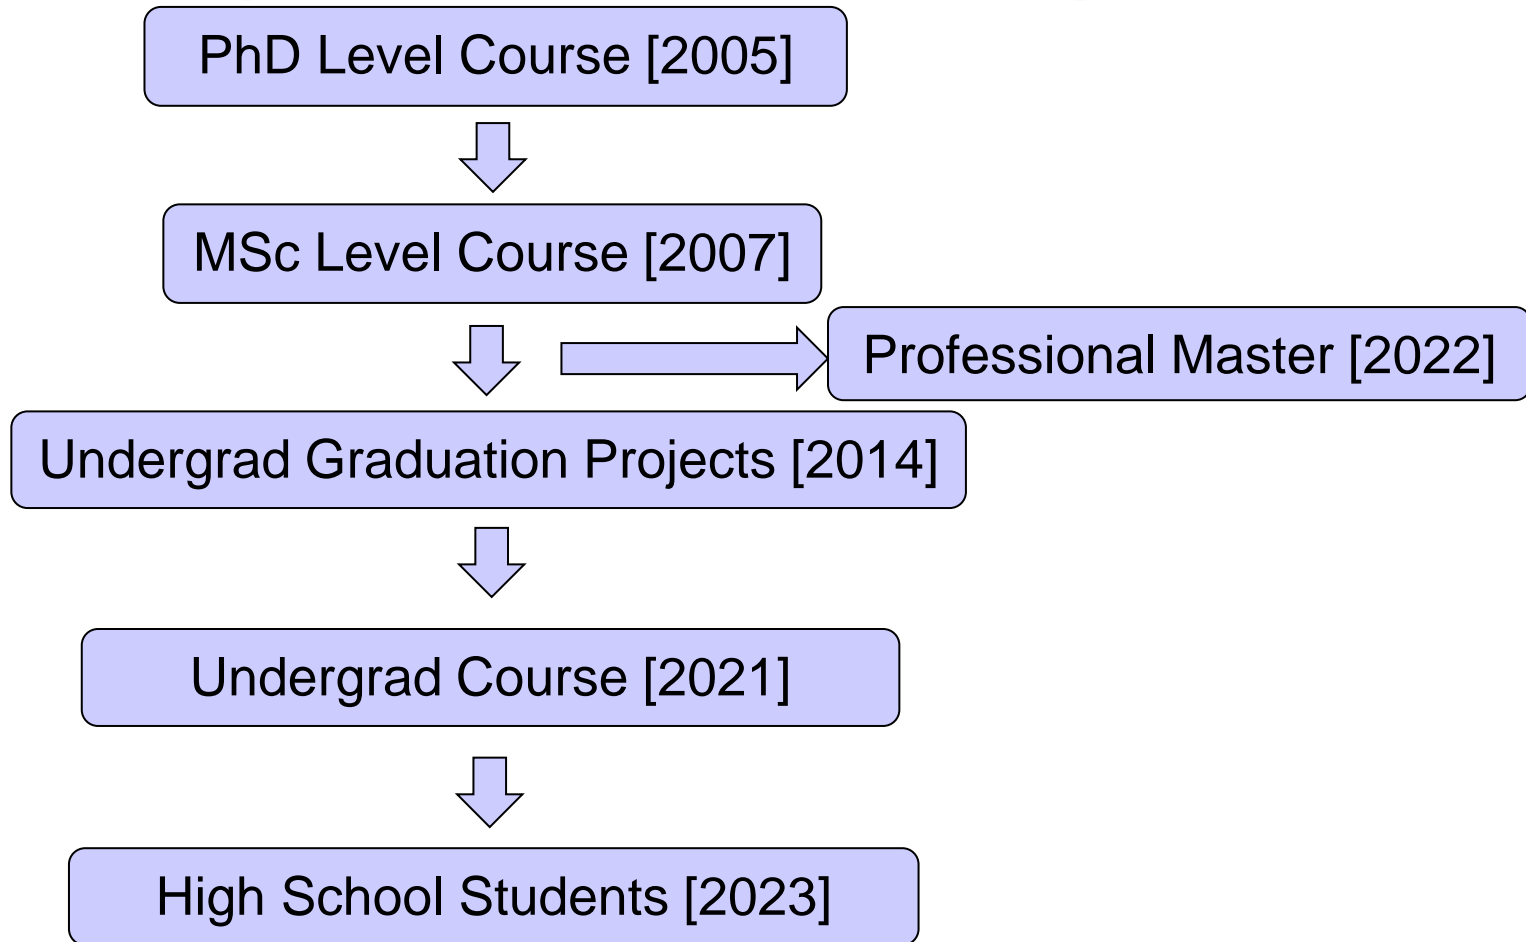 PhD Level Course [2005]
MSc Level Course [2007]
Professional Master [2022]
Undergrad Graduation Projects [2014]
Undergrad Course [2021]
High School Students [2023]